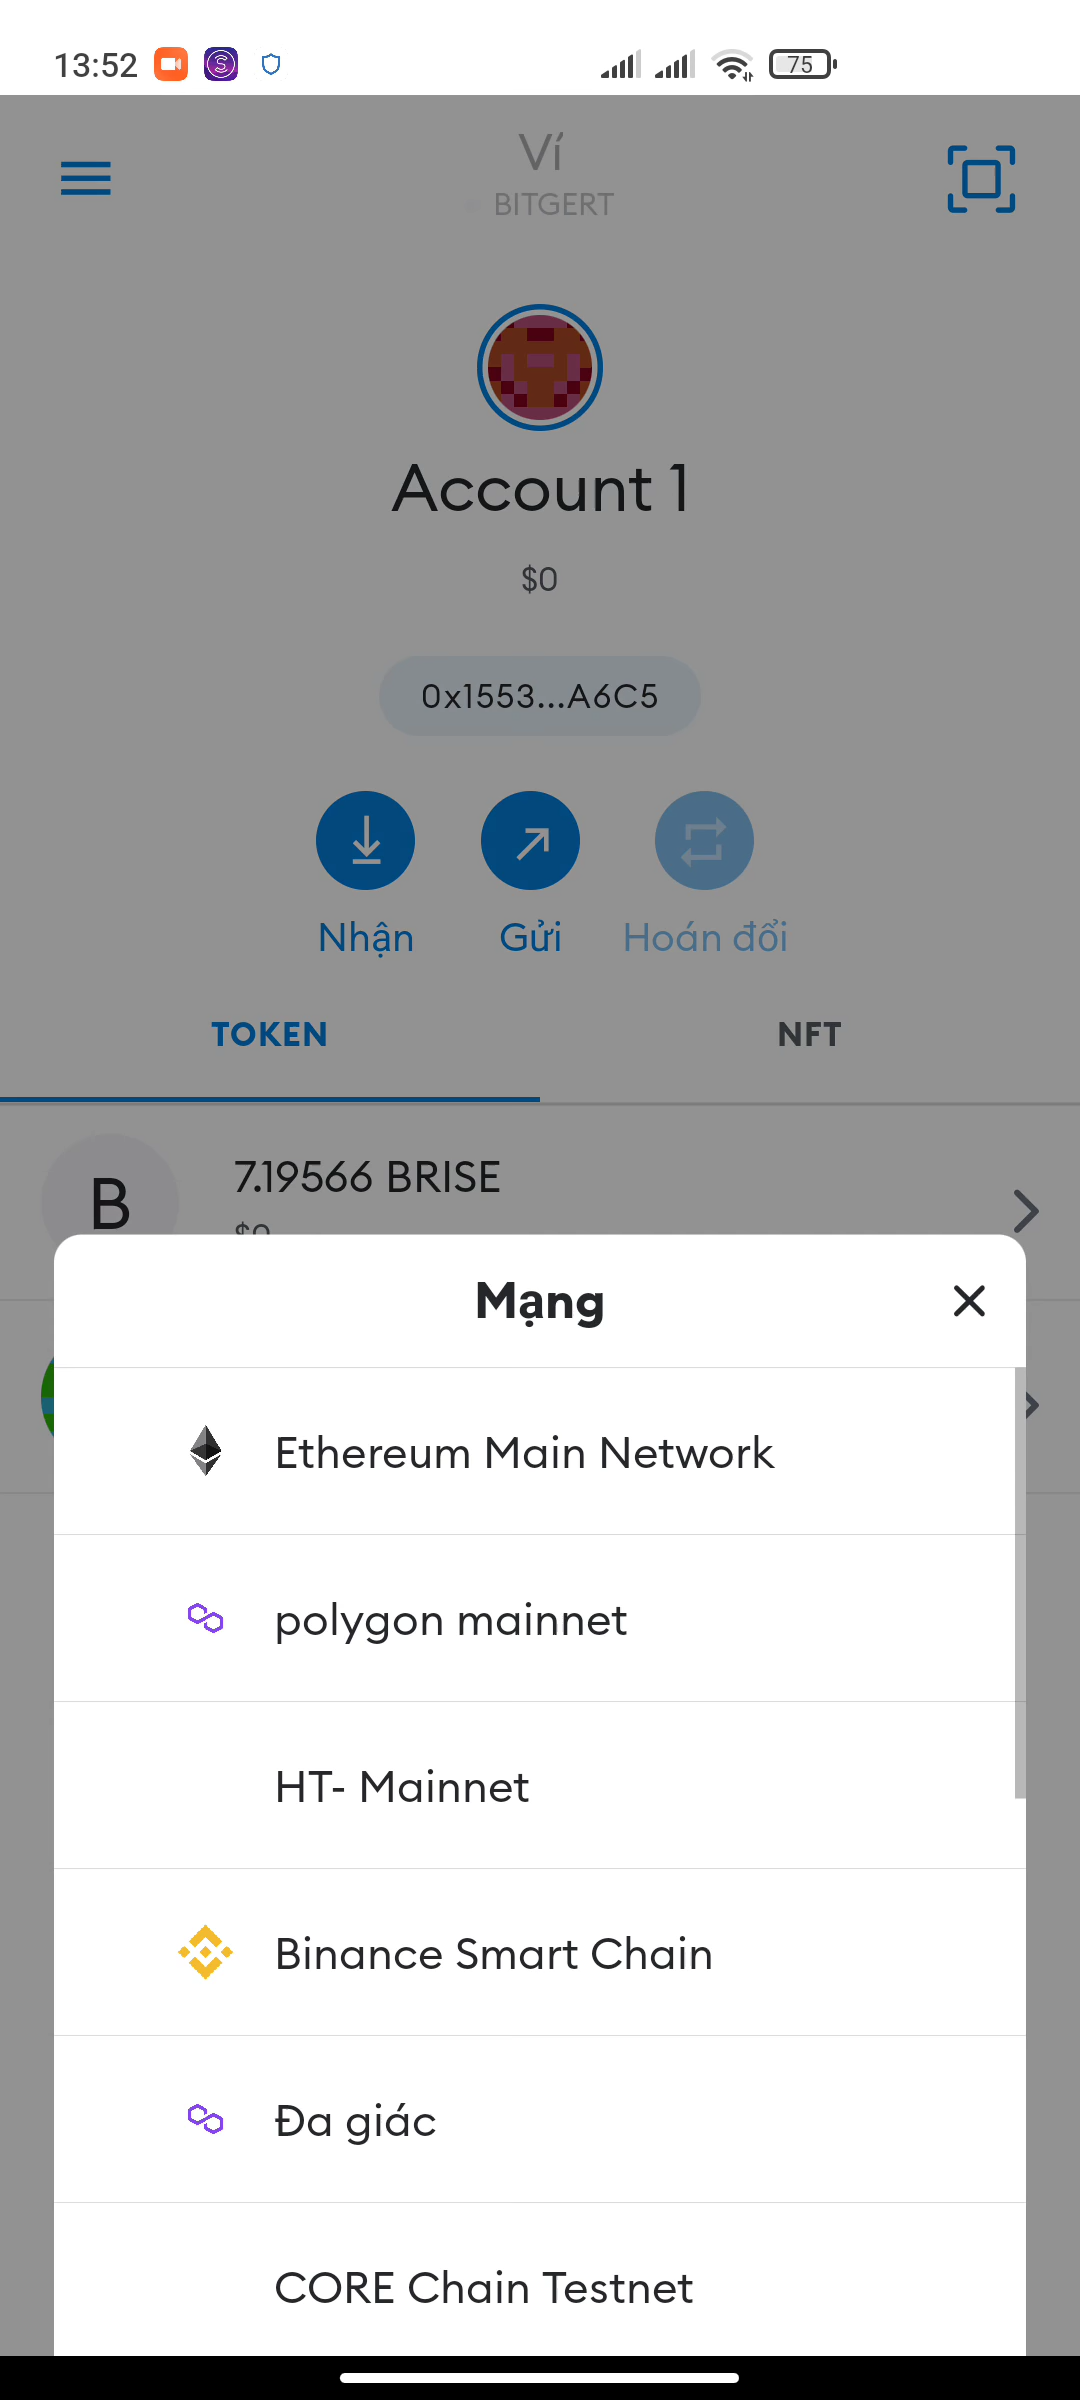 13:52
75
Ví
BITGERT
Account 1
$0
0x1553...A6C5
Nhận
Gửi
Hoán đổi
TOKEN
NFT
B
7.19566 BRISE
$0
Mạng
Ethereum Main Network
polygon mainnet
HT- Mainnet
Binance Smart Chain
Đa giác
CORE Chain Testnet